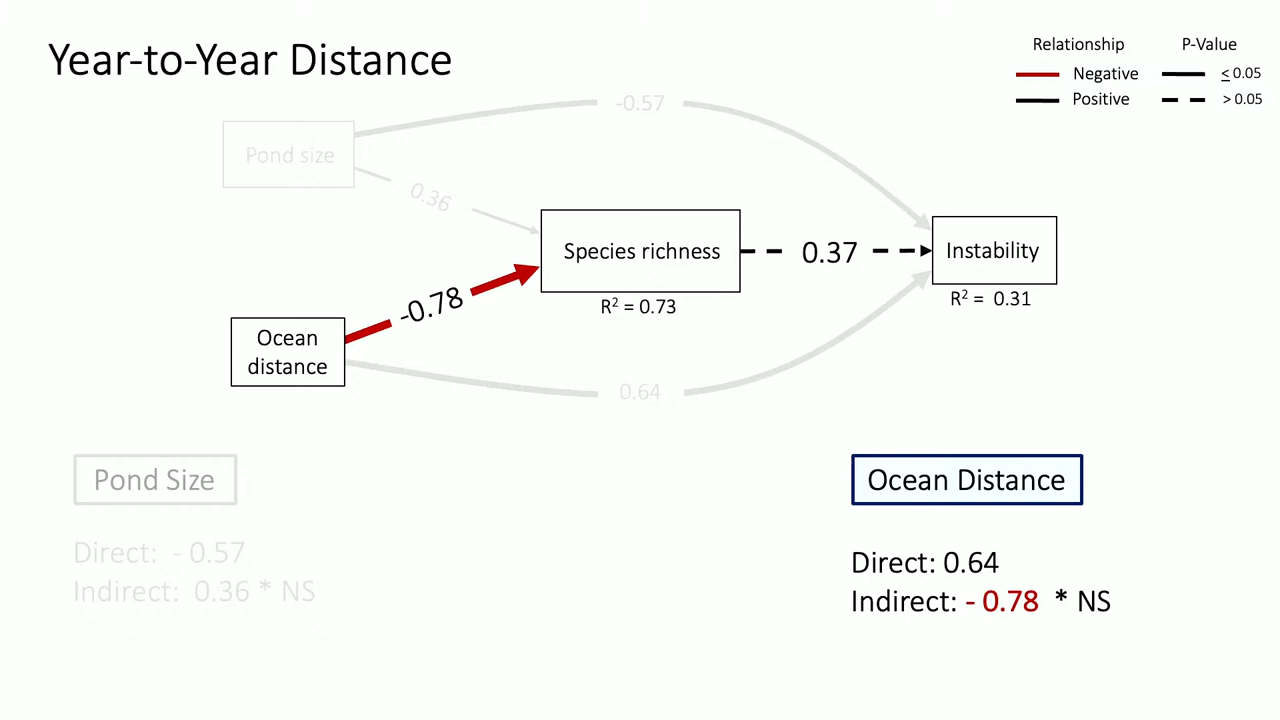 Year-to-Year Distance
Relationship P-Value
Negative ≤ 0.05
Positive > 0.05
-0.57
Pond size
0.36
Species richness
0.37
Instability
R² = 0.73
R² = 0.31
-0.78
Ocean
distance
0.64
Pond Size
Direct: - 0.57
Indirect: 0.36 * NS
Ocean Distance
Direct: 0.64
Indirect: - 0.78 * NS